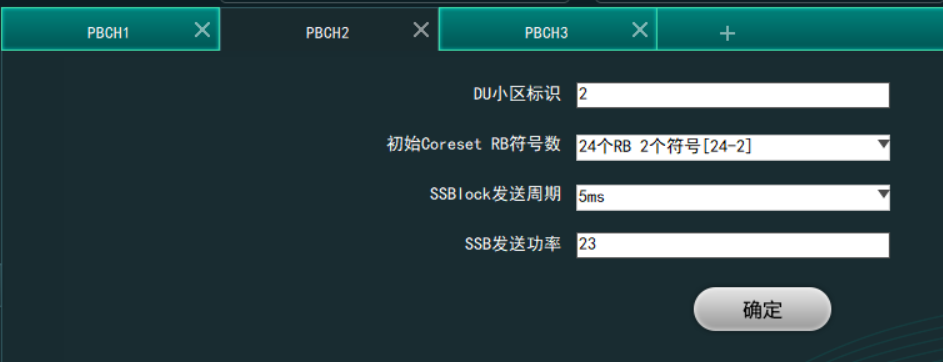 PBCH1
PBCH2
PBCH3
DU小区标识 2
初始Coreset RB符号数 24个RB 2个符号[24-2]
SSBlock发送周期 5ms
SSB发送功率 23
确定